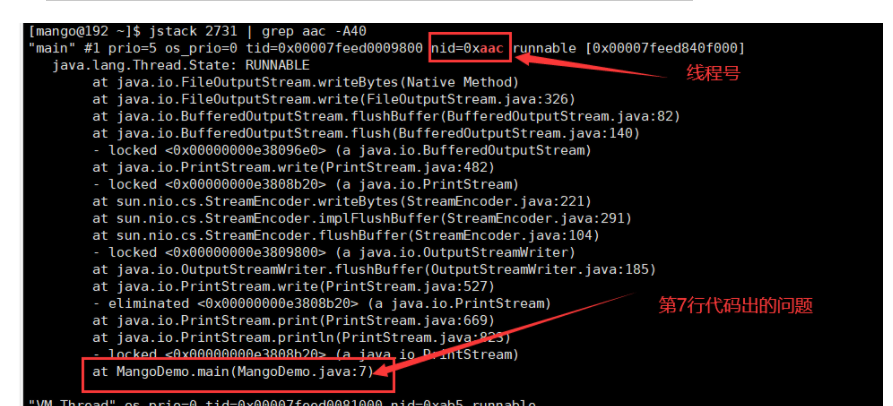 [mango@192 ~]$ jstack 2731 | grep aac -A40
"main" #1 prio=5 os_prio=0 tid=0x00007feed0009800 nid=0xaac runnable [0x00007feed840f000]
java.lang.Thread.State: RUNNABLE
线程号
at java.io.FileOutputStream.writeBytes(Native Method)
at java.io.FileOutputStream.write(FileOutputStream.java:326)
at java.io.BufferedOutputStream.flushBuffer(BufferedOutputStream.java:82)
at java.io.BufferedOutputStream.flush(BufferedOutputStream.java:140)
- locked <0x00000000e38096e0> (a java.io.BufferedOutputStream)
at java.io.PrintStream.write(PrintStream.java:482)
- locked <0x00000000e3808b20> (a java.io.PrintStream)
at sun.nio.cs.StreamEncoder.writeBytes(StreamEncoder.java:221)
at sun.nio.cs.StreamEncoder.implFlushBuffer(StreamEncoder.java:291)
at sun.nio.cs.StreamEncoder.flushBuffer(StreamEncoder.java:104)
- locked <0x00000000e3809800> (a java.io.OutputStreamWriter)
at java.io.OutputStreamWriter.flushBuffer(OutputStreamWriter.java:185)
at java.io.PrintStream.write(PrintStream.java:527)
- eliminated <0x00000000e3808b20> (a java.io.PrintStream)
第7行代码出的问题
at java.io.PrintStream.print(PrintStream.java:669)
at java.io.PrintStream.println(PrintStream.java:823)
- locked <0x00000000e3808b20> (a java.io.PrintStream)
at MangoDemo.main(MangoDemo.java:7)
"VM Thread" os_prio=0 tid=0x00007feed0081000 nid=0xab5 runnable